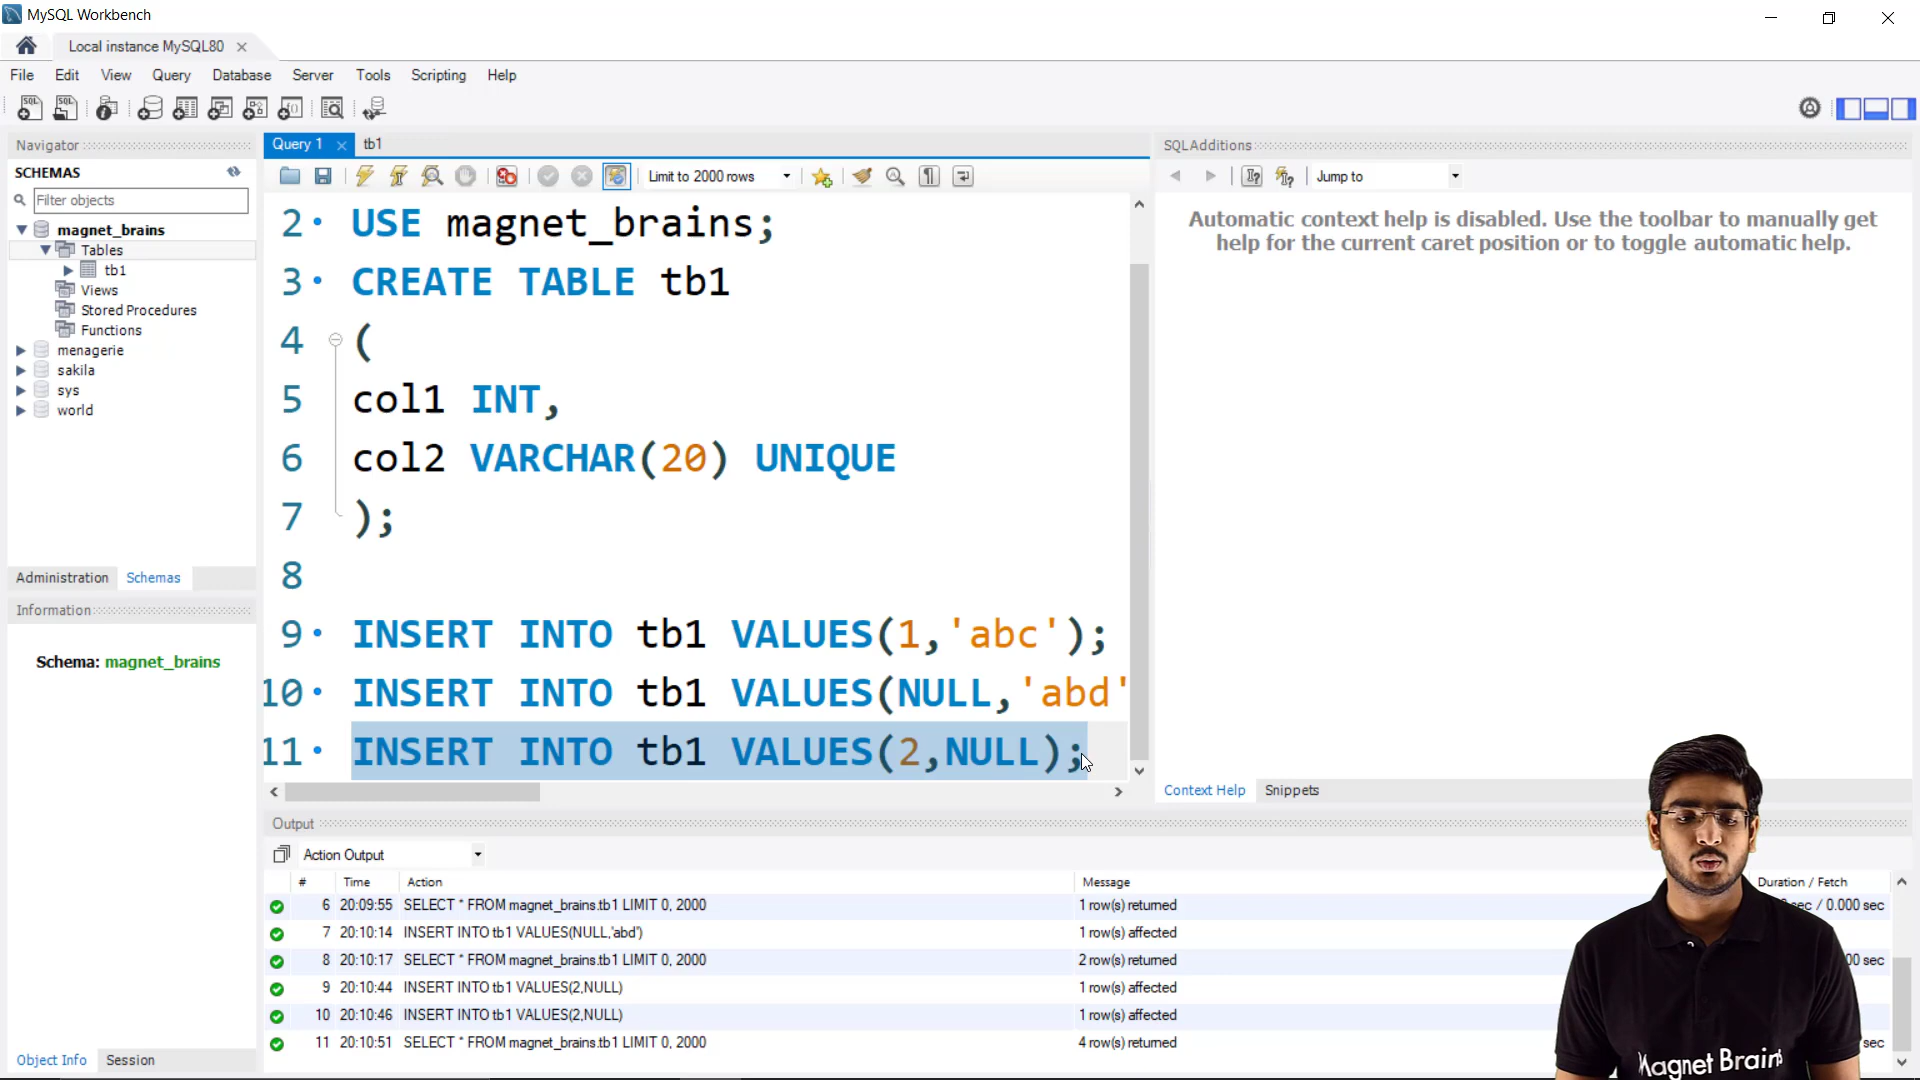 MySQL Workbench
Local instance MySQL80
File Edit View Query Database Server Tools Scripting Help
Navigator
SCHEMAS
Filter objects
magnet_brains
Tables
tb1
Views
Stored Procedures
Functions
menagerie
sakila
sys
world
Administration Schemas
Information
Schema: magnet_brains
Object Info Session
Query 1 tb1
Limit to 2000 rows
2 USE magnet_brains;
3 CREATE TABLE tb1
4 (
5 col1 INT,
6 col2 VARCHAR(20) UNIQUE
7 );
8
9 INSERT INTO tb1 VALUES(1,'abc');
10 INSERT INTO tb1 VALUES(NULL,'abd'
11 INSERT INTO tb1 VALUES(2,NULL);
SQLAdditions
Jump to
Automatic context help is disabled. Use the toolbar to manually get
help for the current caret position or to toggle automatic help.
Context Help Snippets
Output
Action Output
# Time Action Message Duration / Fetch
6 20:09:55 SELECT * FROM magnet_brains.tb1 LIMIT 0, 2000 1 row(s) returned sec / 0.000 sec
7 20:10:14 INSERT INTO tb1 VALUES(NULL,'abd') 1 row(s) affected
8 20:10:17 SELECT * FROM magnet_brains.tb1 LIMIT 0, 2000 2 row(s) returned 00 sec
9 20:10:44 INSERT INTO tb1 VALUES(2,NULL) 1 row(s) affected
10 20:10:46 INSERT INTO tb1 VALUES(2,NULL) 1 row(s) affected
11 20:10:51 SELECT * FROM magnet_brains.tb1 LIMIT 0, 2000 4 row(s) returned sec
Magnet Brains